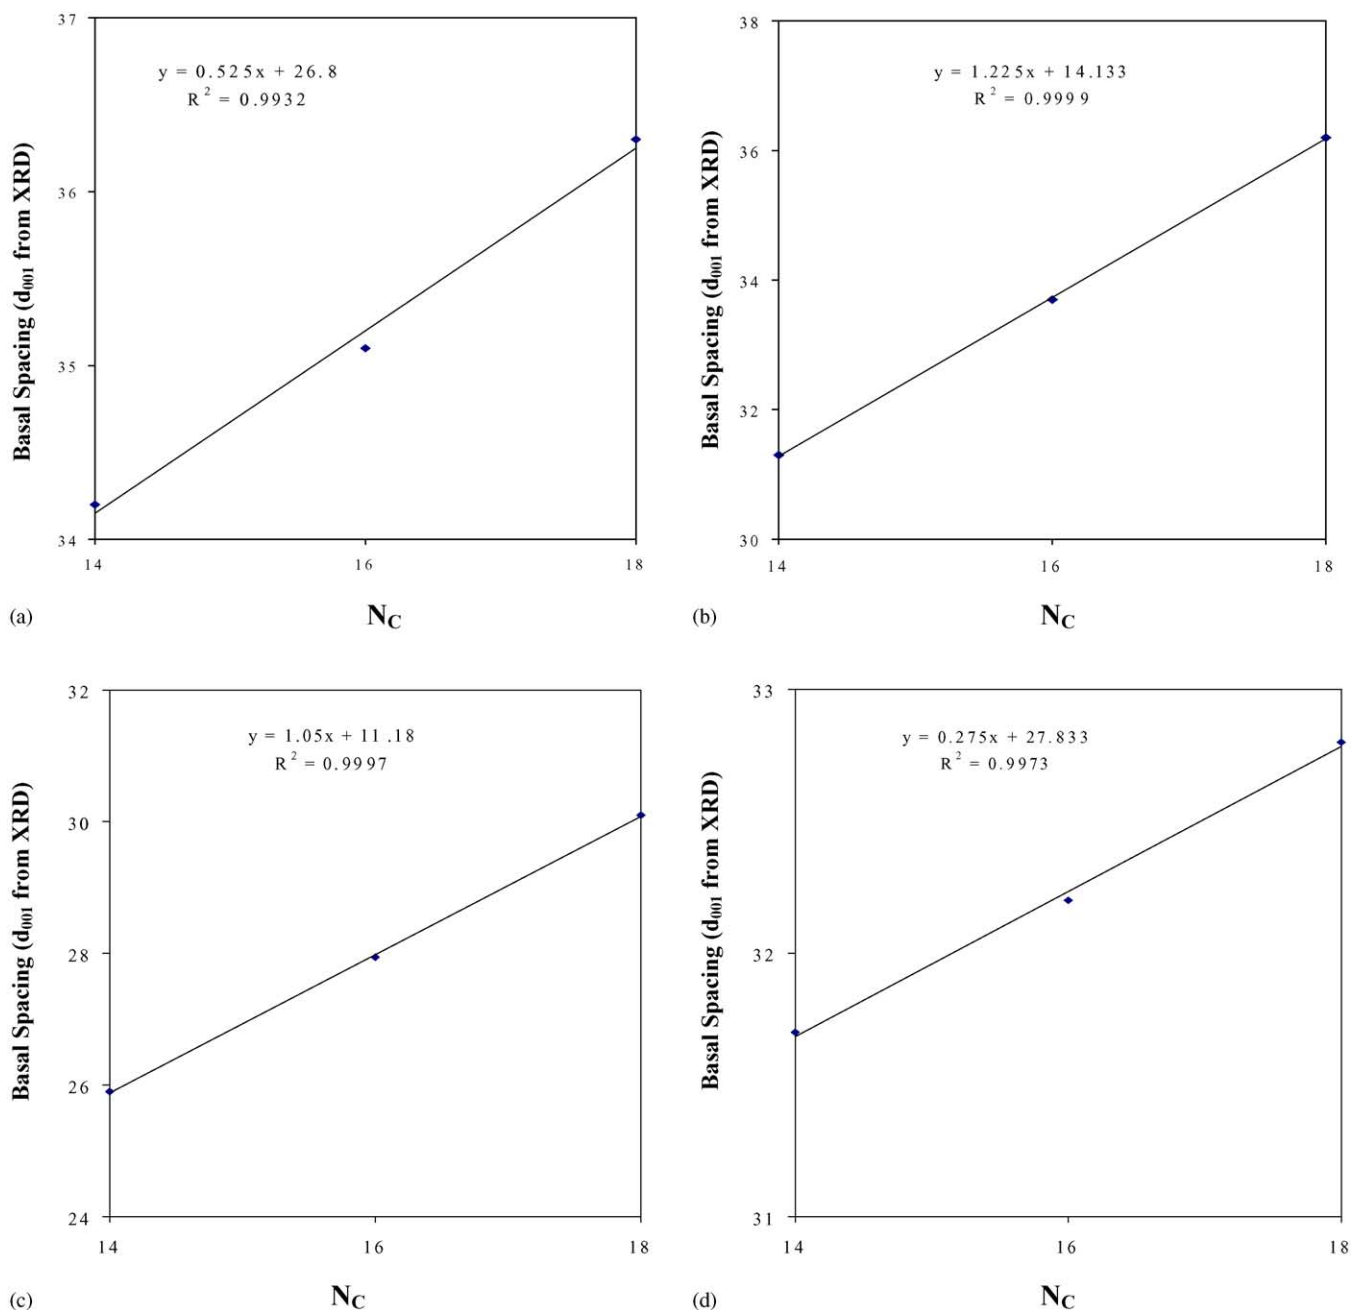 37
36
35
34
14
16
18
y = 0.525x + 26.8
R² = 0.9932
Basal Spacing (d₀₀₁ from XRD)
(a)
N_C
38
36
34
32
30
14
16
18
y = 1.225x + 14.133
R² = 0.9999
Basal Spacing (d₀₀₁ from XRD)
(b)
N_C
32
30
28
26
24
14
16
18
y = 1.05x + 11.18
R² = 0.9997
Basal Spacing (d₀₀₁ from XRD)
(c)
N_C
33
32
31
14
16
18
y = 0.275x + 27.833
R² = 0.9973
Basal Spacing (d₀₀₁ from XRD)
(d)
N_C